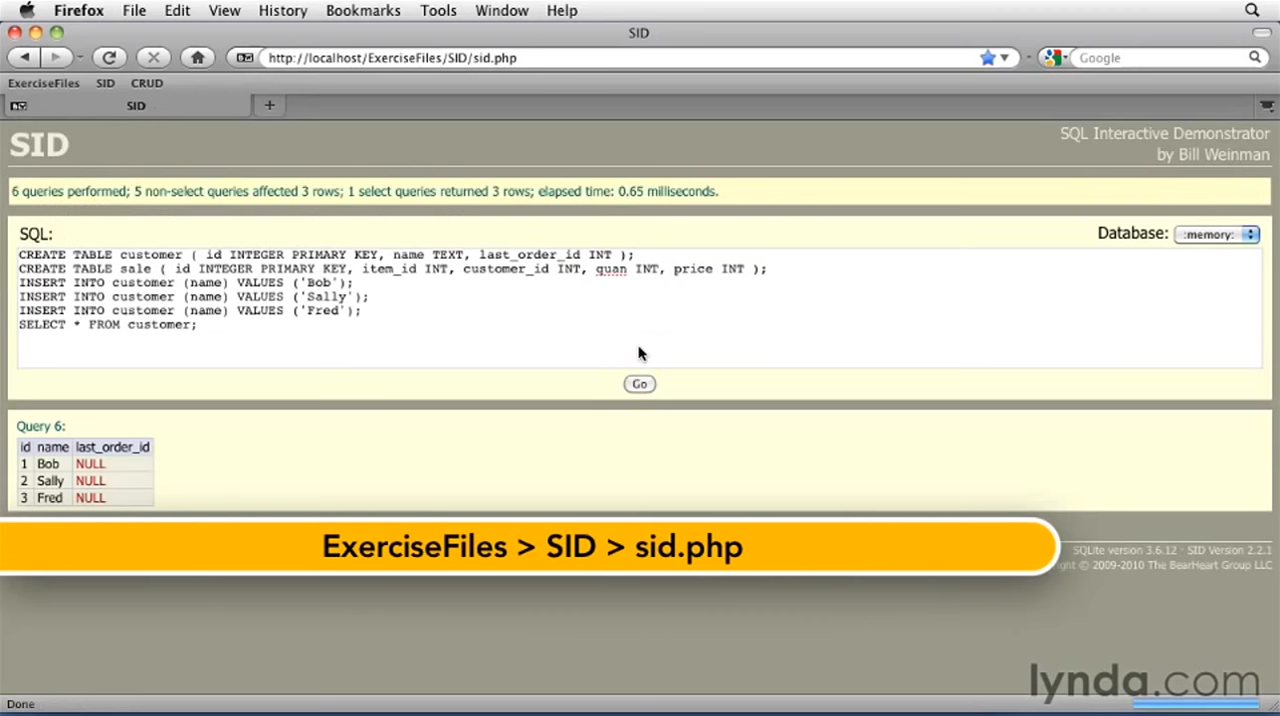 Firefox File Edit View History Bookmarks Tools Window Help
SID
http://localhost/ExerciseFiles/SID/sid.php
Google
ExerciseFiles SID CRUD
SID
SID
SQL Interactive Demonstrator
by Bill Weinman
6 queries performed; 5 non-select queries affected 3 rows; 1 select queries returned 3 rows; elapsed time: 0.65 milliseconds.
SQL:
Database: :memory:
CREATE TABLE customer ( id INTEGER PRIMARY KEY, name TEXT, last_order_id INT );
CREATE TABLE sale ( id INTEGER PRIMARY KEY, item_id INT, customer_id INT, quan INT, price INT );
INSERT INTO customer (name) VALUES ('Bob');
INSERT INTO customer (name) VALUES ('Sally');
INSERT INTO customer (name) VALUES ('Fred');
SELECT * FROM customer;
Go
Query 6:
id name last_order_id
1 Bob NULL
2 Sally NULL
3 Fred NULL
ExerciseFiles > SID > sid.php
SQLite version 3.6.12 · SID Version 2.2.1
© 2009-2010 The BearHeart Group LLC
lynda.com
Done